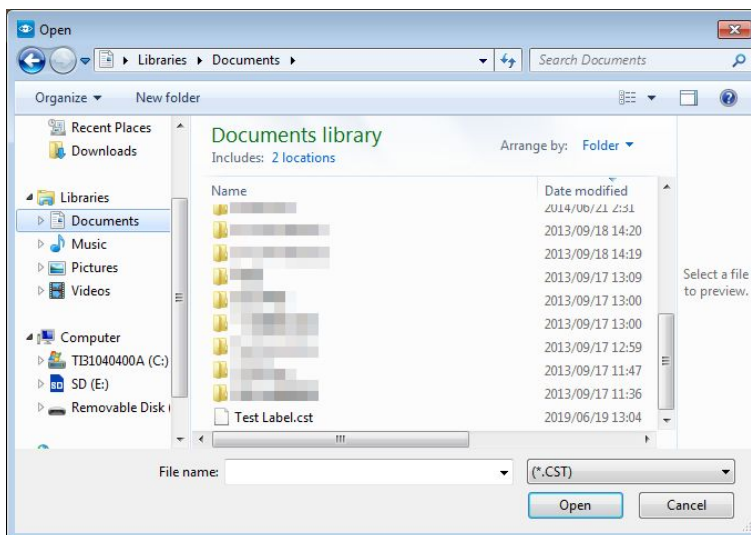 Open
Libraries Documents
Search Documents
Organize New folder
Recent Places
Downloads
Libraries
Documents
Music
Pictures
Videos
Computer
TI31040400A (C:)
SD (E:)
Removable Disk
Documents library
Includes: 2 locations
Arrange by: Folder
Name Date modified
2014/06/21 2:31
2013/09/18 14:20
2013/09/18 14:19
2013/09/17 13:09
2013/09/17 13:00
2013/09/17 13:00
2013/09/17 12:59
2013/09/17 11:47
2013/09/17 11:36
Test Label.cst 2019/06/19 13:04
Select a file
to preview.
File name: (*.CST)
Open Cancel